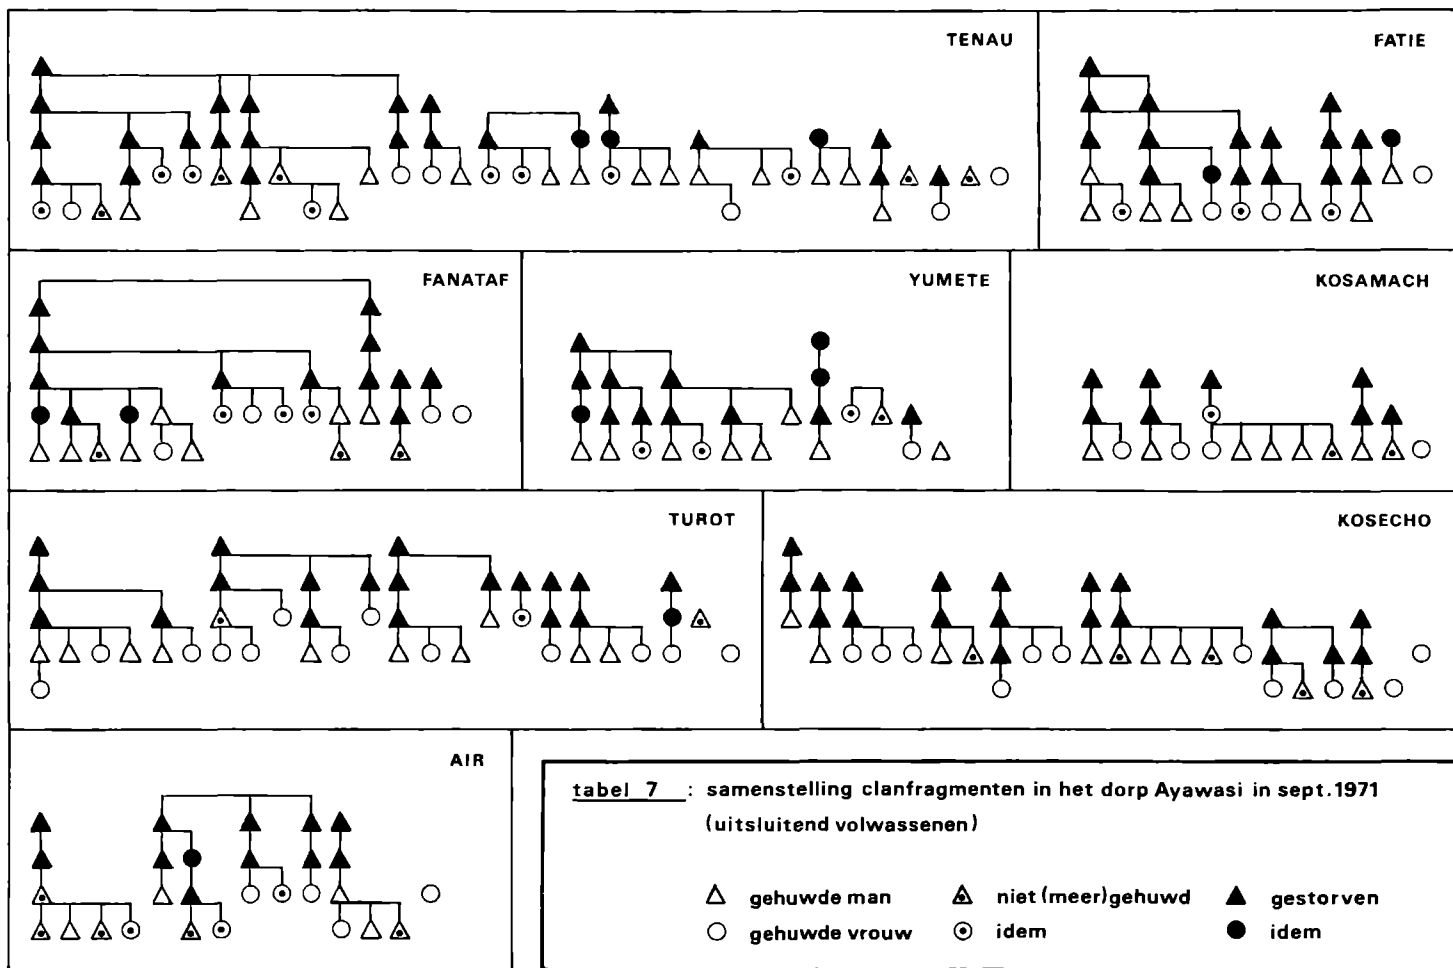 TENAU
FATIE
FANATAF
YUMETE
KOSAMACH
TUROT
KOSECHO
AIR
tabel 7 : samenstelling clanfragmenten in het dorp Ayawasi in sept. 1971
(uitsluitend volwassenen)
gehuwde man niet (meer) gehuwd gestorven
gehuwde vrouw idem idem